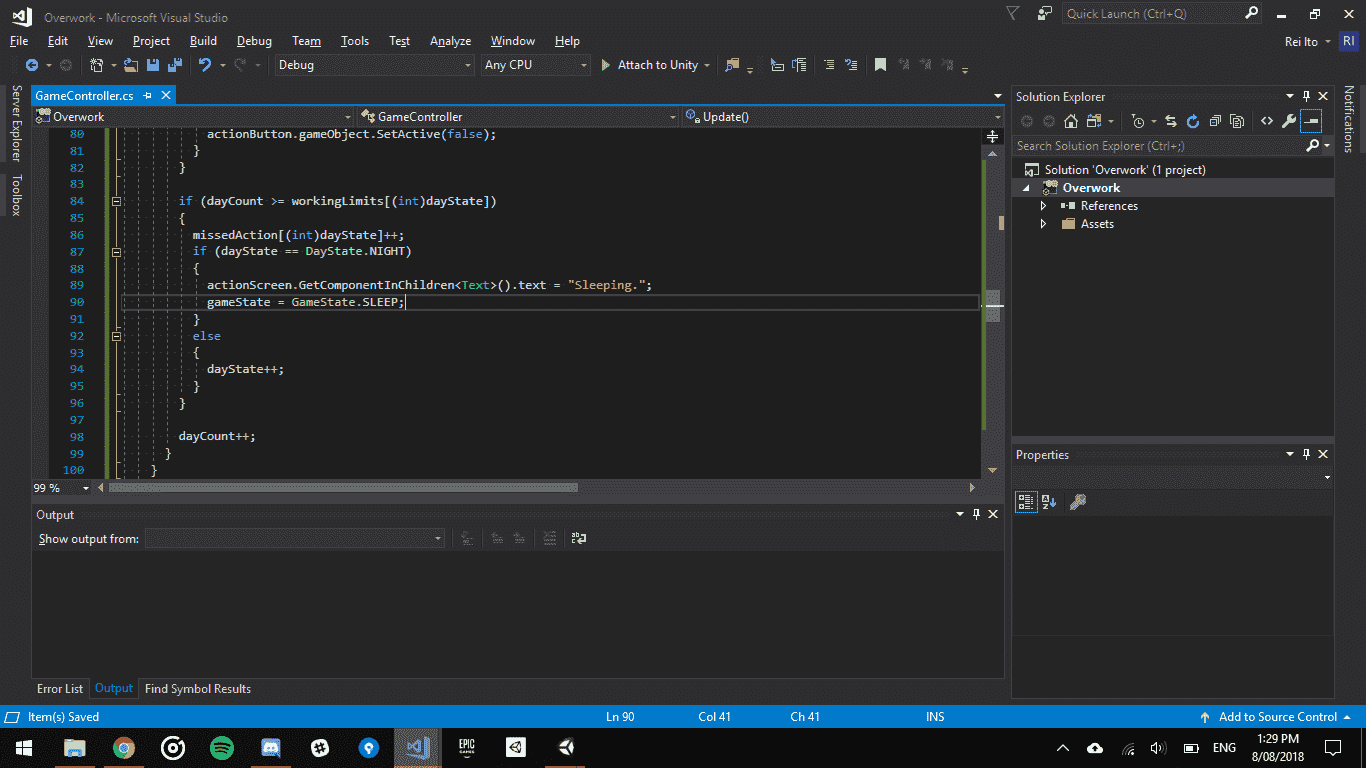 Overwork - Microsoft Visual Studio
Quick Launch (Ctrl+Q)
File Edit View Project Build Debug Team Tools Test Analyze Window Help
Rei Ito RI
Debug Any CPU Attach to Unity
Server Explorer
Toolbox
GameController.cs
Overwork GameController Update()
80 actionButton.gameObject.SetActive(false);
81 }
82 }
83
84 if (dayCount >= workingLimits[(int)dayState])
85 {
86 missedAction[(int)dayState]++;
87 if (dayState == DayState.NIGHT)
88 {
89 actionScreen.GetComponentInChildren<Text>().text = "Sleeping.";
90 gameState = GameState.SLEEP;
91 }
92 else
93 {
94 dayState++;
95 }
96 }
97
98 dayCount++;
99 }
100 }
99 %
Output
Show output from:
Error List Output Find Symbol Results
Solution Explorer
Search Solution Explorer (Ctrl+;)
Solution 'Overwork' (1 project)
Overwork
References
Assets
Properties
Notifications
Item(s) Saved Ln 90 Col 41 Ch 41 INS Add to Source Control
EPIC GAMES
ENG
1:29 PM
8/08/2018